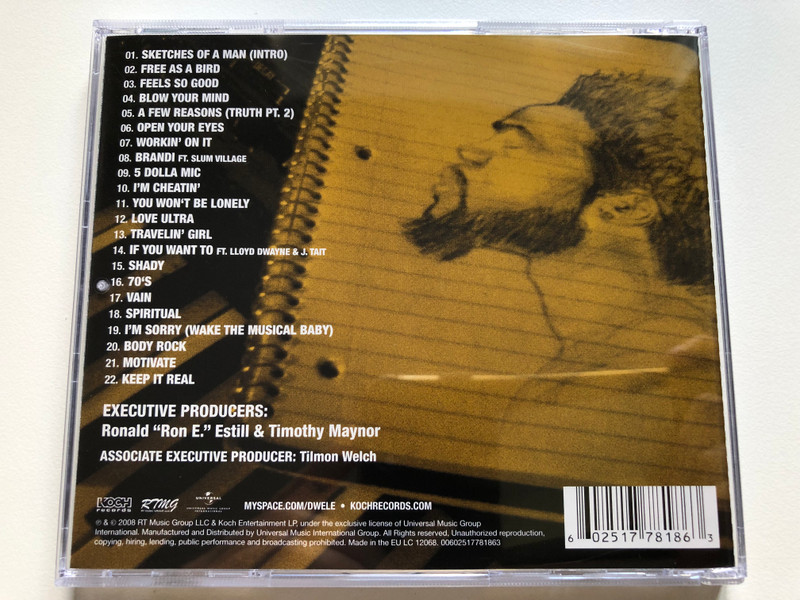 01. SKETCHES OF A MAN (INTRO)
02. FREE AS A BIRD
03. FEELS SO GOOD
04. BLOW YOUR MIND
05. A FEW REASONS (TRUTH PT. 2)
06. OPEN YOUR EYES
07. WORKIN' ON IT
08. BRANDI FT. SLUM VILLAGE
09. 5 DOLLA MIC
10. I'M CHEATIN'
11. YOU WON'T BE LONELY
12. LOVE ULTRA
13. TRAVELIN' GIRL
14. IF YOU WANT TO FT. LLOYD DWAYNE & J. TAIT
15. SHADY
16. 70'S
17. VAIN
18. SPIRITUAL
19. I'M SORRY (WAKE THE MUSICAL BABY)
20. BODY ROCK
21. MOTIVATE
22. KEEP IT REAL
EXECUTIVE PRODUCERS:
Ronald “Ron E.” Estill & Timothy Maynor
ASSOCIATE EXECUTIVE PRODUCER: Tilmon Welch
KOCH records RTMG UNIVERSAL MYSPACE.COM/DWELE • KOCHRECORDS.COM
℗ & © 2008 RT Music Group LLC & Koch Entertainment LP, under the exclusive license of Universal Music Group
International. Manufactured and Distributed by Universal Music International Group. All Rights Reserved, Unauthorized reproduction,
copying, hiring, lending, public performance and broadcasting prohibited. Made in the EU LC 12068. 00602517781863
6 02517 78186 3